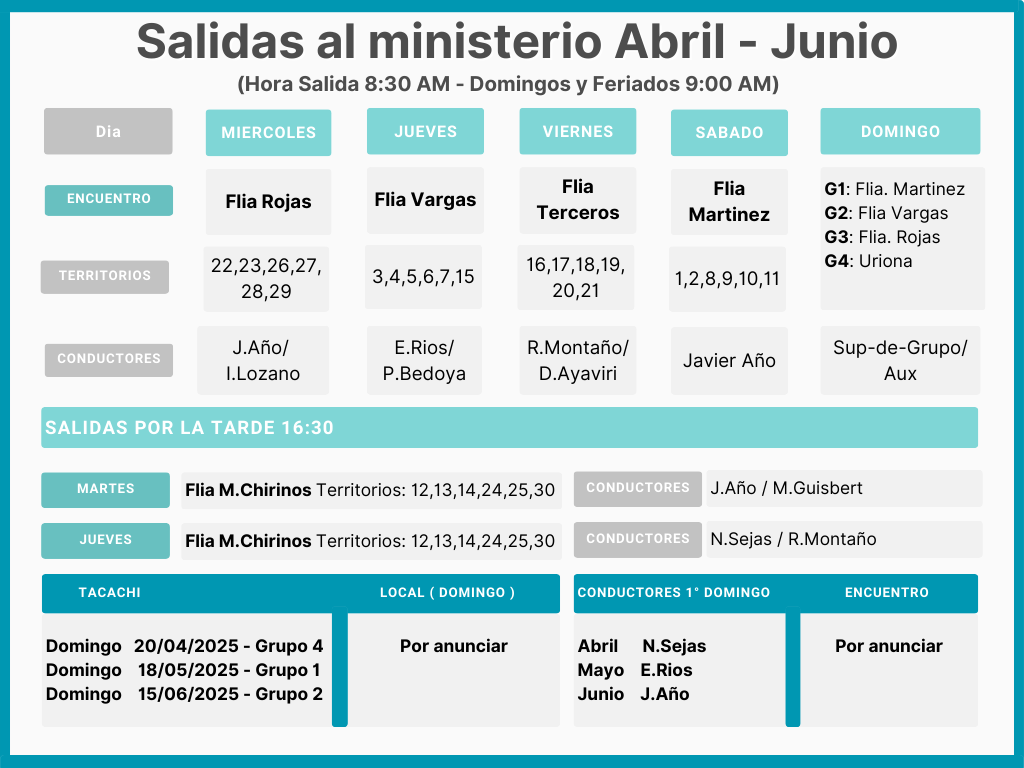 Salidas al ministerio Abril - Junio
(Hora Salida 8:30 AM - Domingos y Feriados 9:00 AM)
Dia MIERCOLES JUEVES VIERNES SABADO DOMINGO
ENCUENTRO
Flia Rojas
Flia Vargas
Flia
Terceros
Flia
Martinez
G1: Flia. Martinez
G2: Flia Vargas
G3: Flia. Rojas
G4: Uriona
TERRITORIOS
22,23,26,27,
28,29
3,4,5,6,7,15
16,17,18,19,
20,21
1,2,8,9,10,11
CONDUCTORES
J.Año/
I.Lozano
E.Rios/
P.Bedoya
R.Montaño/
D.Ayaviri
Javier Año
Sup-de-Grupo/
Aux
SALIDAS POR LA TARDE 16:30
MARTES Flia M.Chirinos Territorios: 12,13,14,24,25,30 CONDUCTORES J.Año / M.Guisbert
JUEVES Flia M.Chirinos Territorios: 12,13,14,24,25,30 CONDUCTORES N.Sejas / R.Montaño
TACACHI LOCAL ( DOMINGO ) CONDUCTORES 1° DOMINGO ENCUENTRO
Domingo 20/04/2025 - Grupo 4
Domingo 18/05/2025 - Grupo 1
Domingo 15/06/2025 - Grupo 2
Por anunciar
Abril N.Sejas
Mayo E.Rios
Junio J.Año
Por anunciar